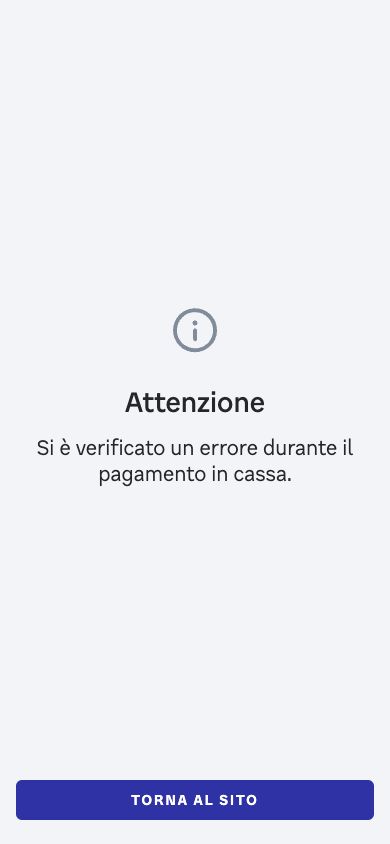 Attenzione
Si è verificato un errore durante il
pagamento in cassa.
TORNA AL SITO